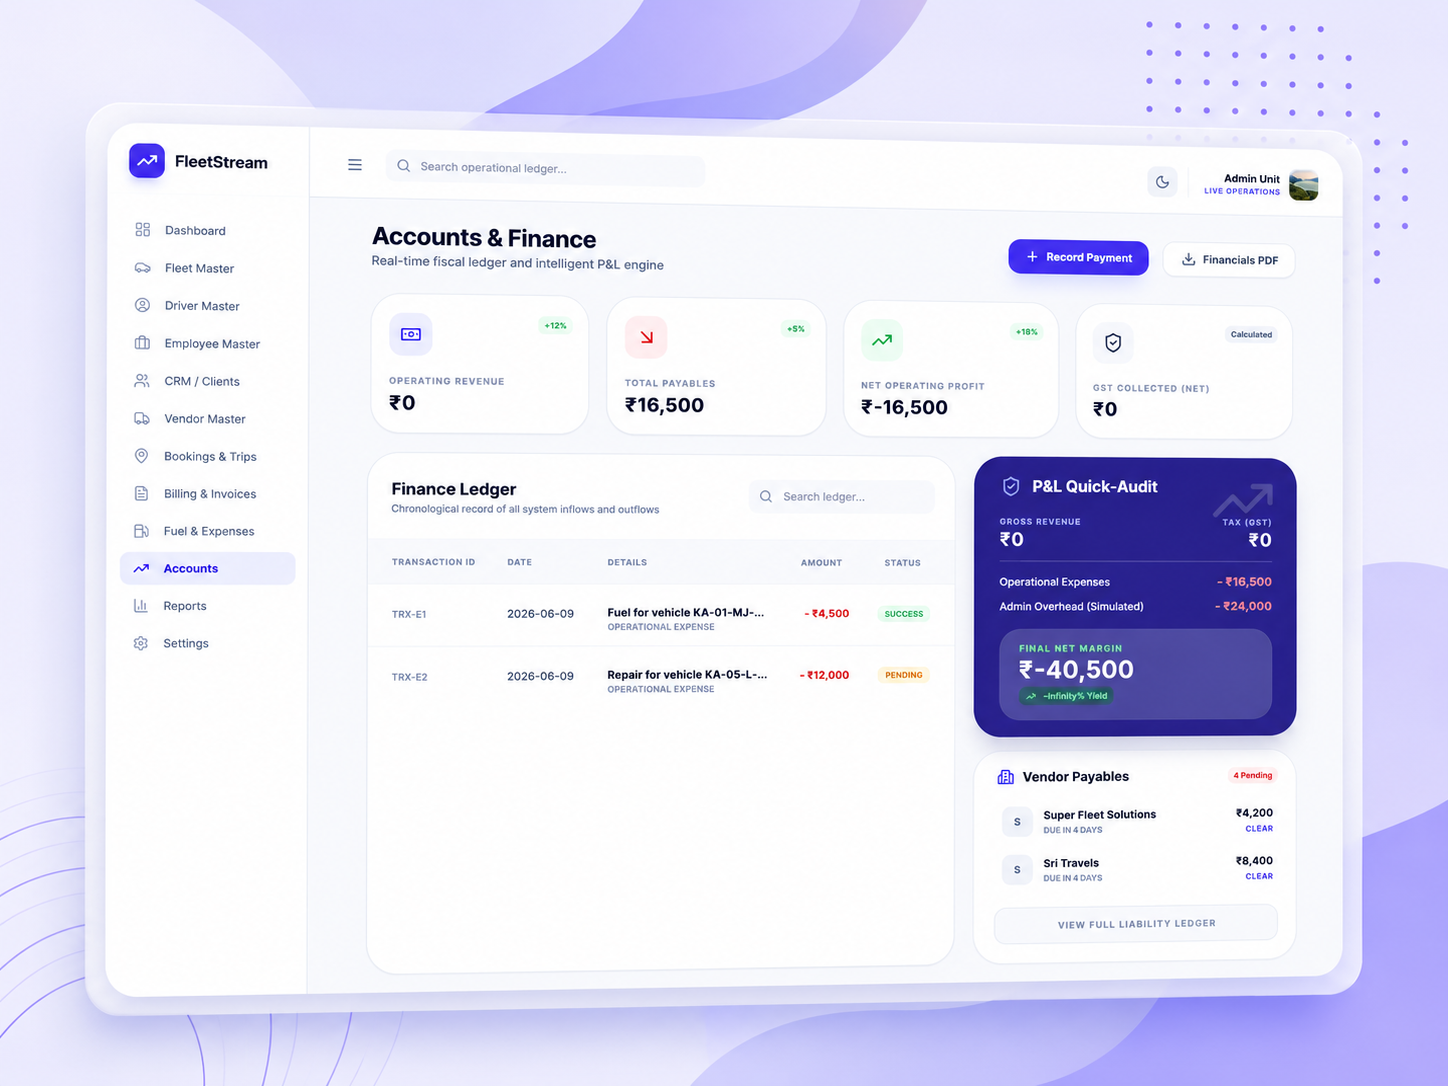 FleetStream
Search operational ledger...
Admin Unit
LIVE OPERATIONS
Dashboard
Fleet Master
Driver Master
Employee Master
CRM / Clients
Vendor Master
Bookings & Trips
Billing & Invoices
Fuel & Expenses
Accounts
Reports
Settings
Accounts & Finance
Real-time fiscal ledger and intelligent P&L engine
+ Record Payment
Financials PDF
+12%
OPERATING REVENUE
₹0
+5%
TOTAL PAYABLES
₹16,500
+18%
NET OPERATING PROFIT
₹-16,500
Calculated
GST COLLECTED (NET)
₹0
Finance Ledger
Chronological record of all system inflows and outflows
Search ledger...
TRANSACTION ID DATE DETAILS AMOUNT STATUS
TRX-E1 2026-06-09 Fuel for vehicle KA-01-MJ-... - ₹4,500 SUCCESS
OPERATIONAL EXPENSE
TRX-E2 2026-06-09 Repair for vehicle KA-05-L-... - ₹12,000 PENDING
OPERATIONAL EXPENSE
P&L Quick-Audit
GROSS REVENUE TAX (GST)
₹0 ₹0
Operational Expenses - ₹16,500
Admin Overhead (Simulated) - ₹24,000
FINAL NET MARGIN
₹-40,500
-Infinity% Yield
Vendor Payables
4 Pending
S
Super Fleet Solutions ₹4,200
DUE IN 4 DAYS CLEAR
S
Sri Travels ₹8,400
DUE IN 4 DAYS CLEAR
VIEW FULL LIABILITY LEDGER